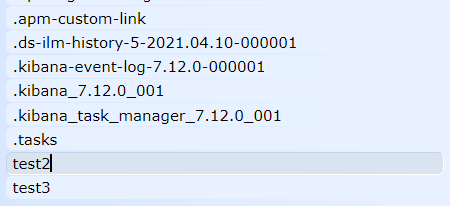 .apm-custom-link
.ds-ilm-history-5-2021.04.10-000001
.kibana-event-log-7.12.0-000001
.kibana_7.12.0_001
.kibana_task_manager_7.12.0_001
.tasks
test2
test3